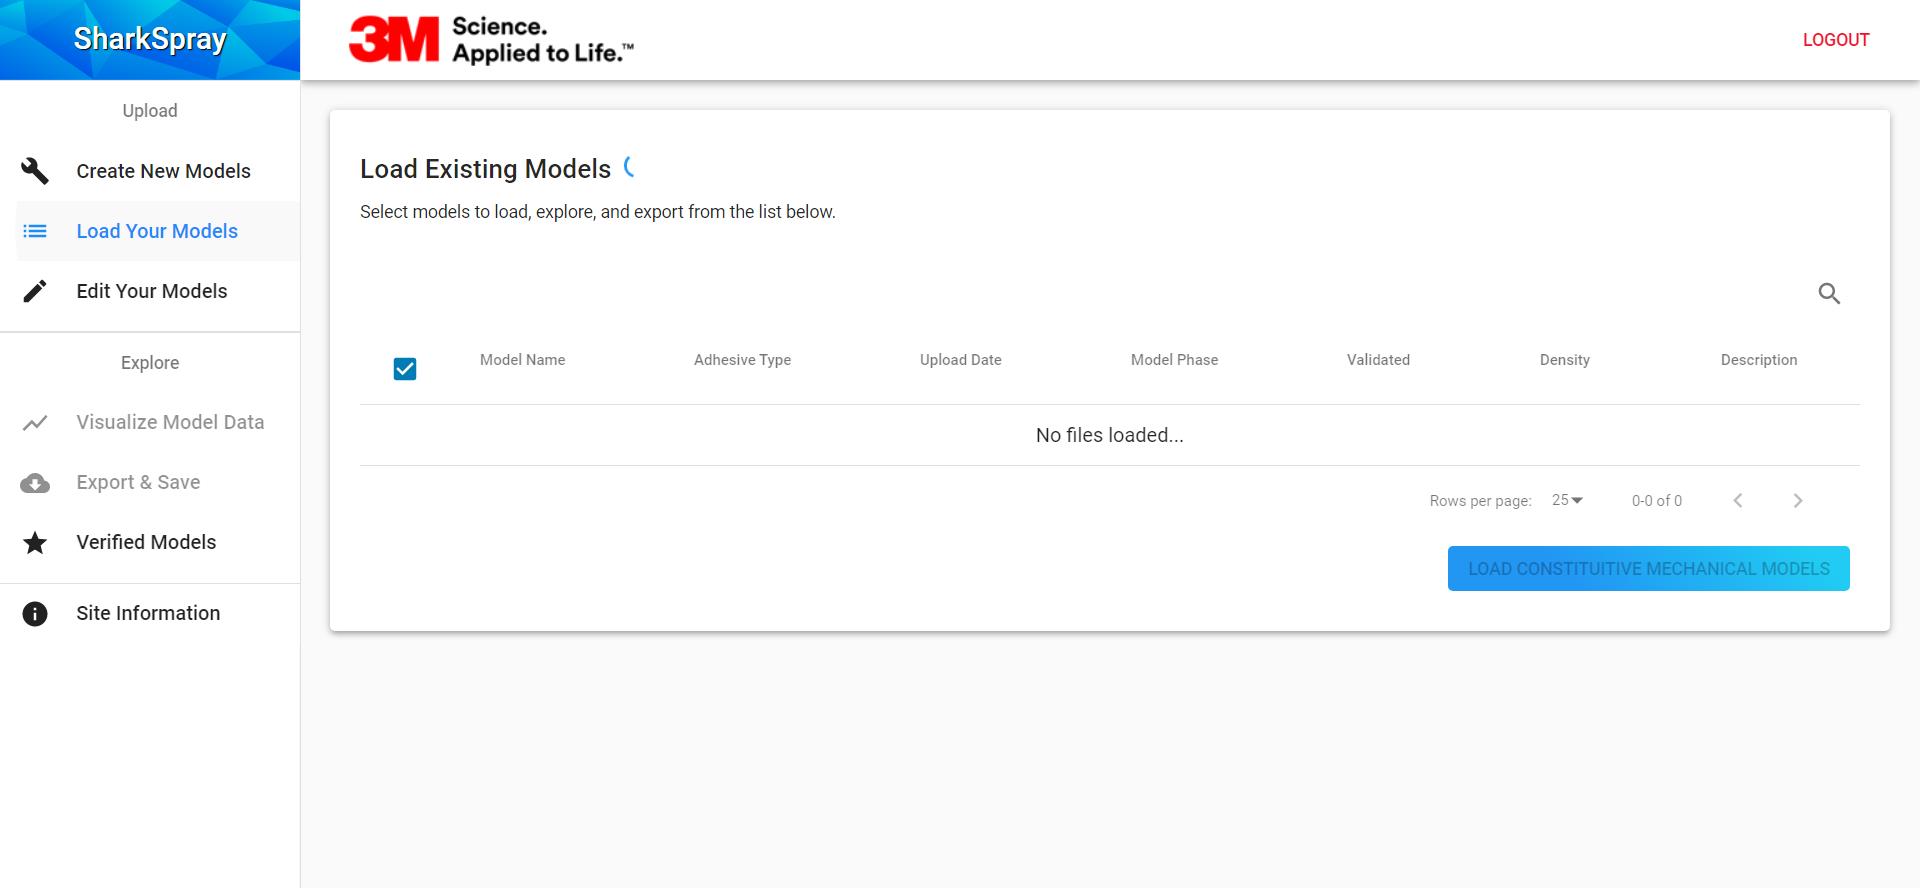 SharkSpray
3M Science.
Applied to Life.™
LOGOUT
Upload
Create New Models
Load Your Models
Edit Your Models
Explore
Visualize Model Data
Export & Save
Verified Models
Site Information
Load Existing Models
Select models to load, explore, and export from the list below.
Model Name Adhesive Type Upload Date Model Phase Validated Density Description
No files loaded...
Rows per page: 25 0-0 of 0
LOAD CONSTITUITIVE MECHANICAL MODELS